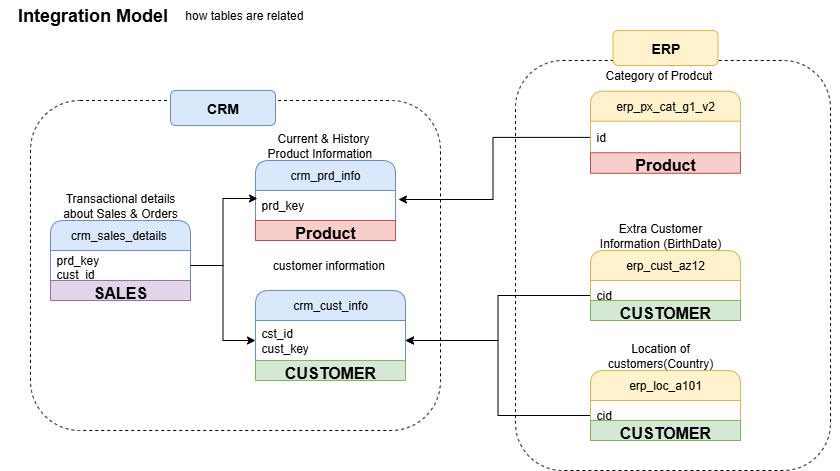 Integration Model
how tables are related
CRM
Current & History
Product Information
crm_prd_info
prd_key
Product
Transactional details
about Sales & Orders
crm_sales_details
prd_key
cust_id
SALES
customer information
crm_cust_info
cst_id
cust_key
CUSTOMER
ERP
Category of Prodcut
erp_px_cat_g1_v2
id
Product
Extra Customer
Information (BirthDate)
erp_cust_az12
cid
CUSTOMER
Location of
customers(Country)
erp_loc_a101
cid
CUSTOMER